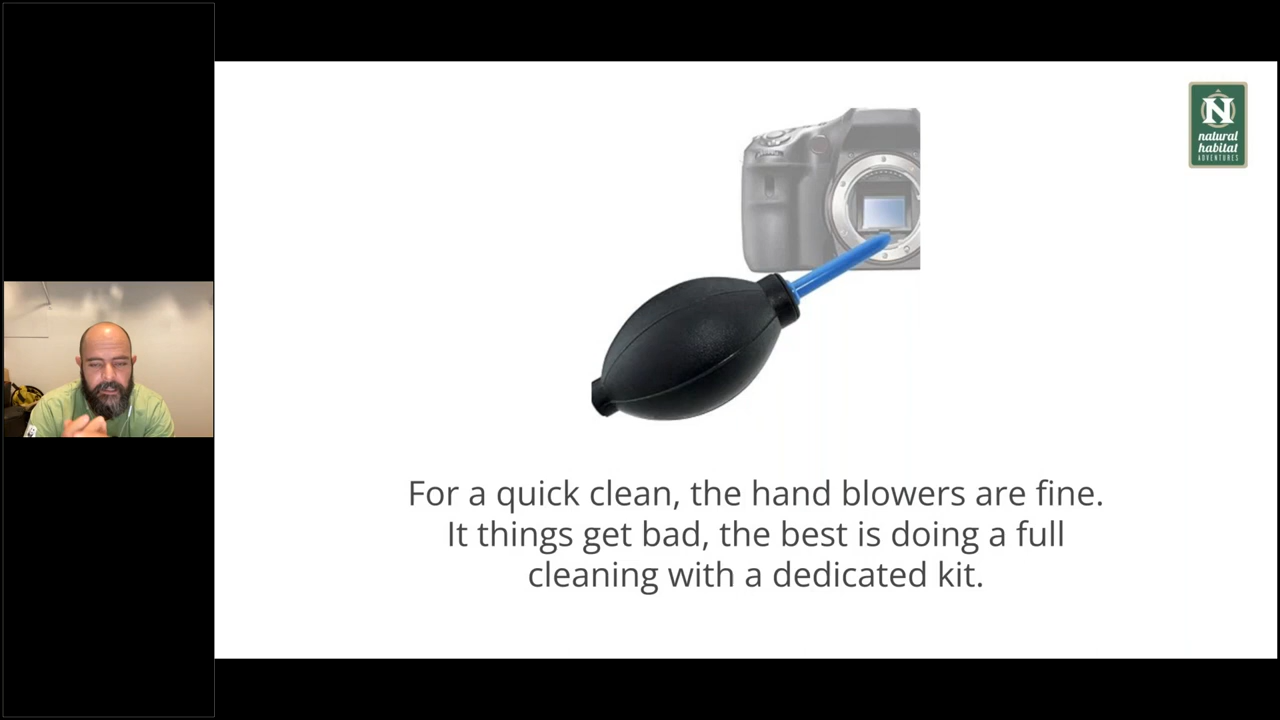 N
natural
habitat
ADVENTURES
For a quick clean, the hand blowers are fine.
It things get bad, the best is doing a full
cleaning with a dedicated kit.